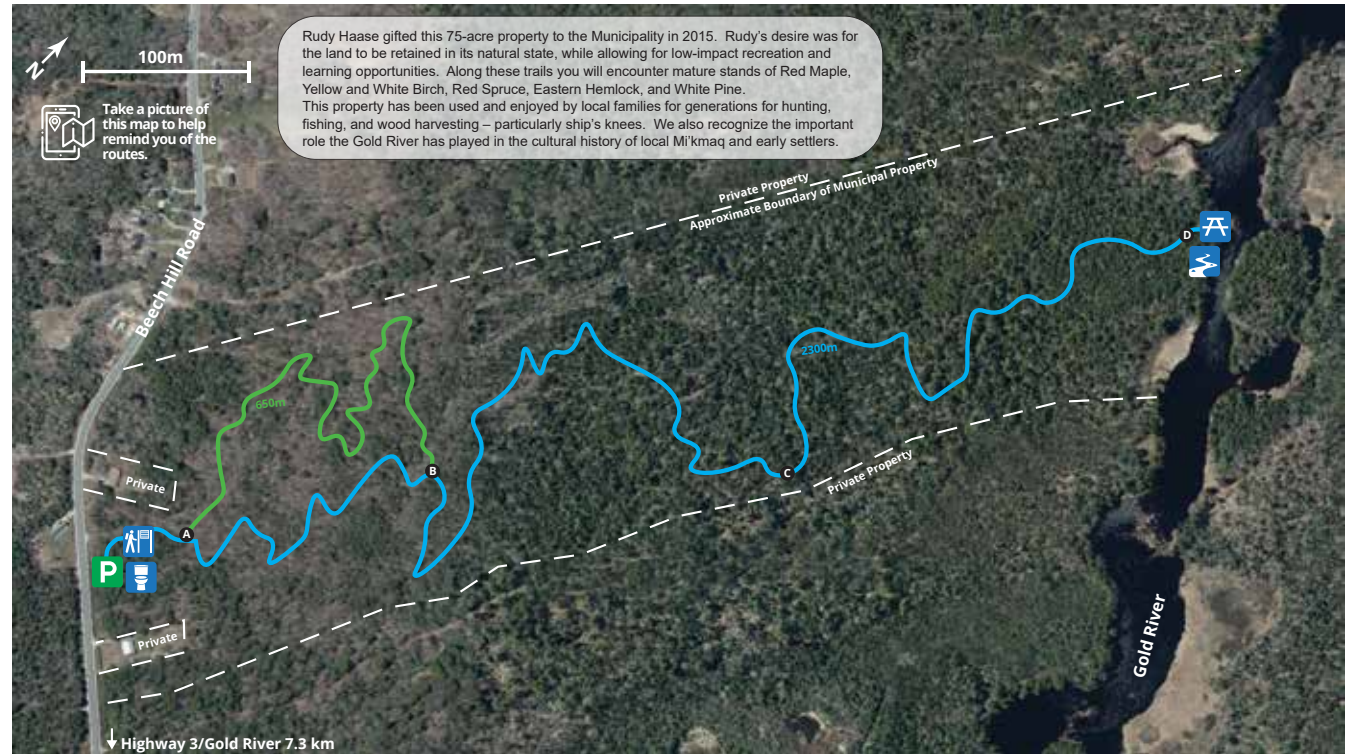 Rudy Haase gifted this 75-acre property to the Municipality in 2015.  Rudy's desire was for
the land to be retained in its natural state, while allowing for low-impact recreation and
learning opportunities.  Along these trails you will encounter mature stands of Red Maple,
Yellow and White Birch, Red Spruce, Eastern Hemlock, and White Pine.
This property has been used and enjoyed by local families for generations for hunting,
fishing, and wood harvesting – particularly ship's knees.  We also recognize the important
role the Gold River has played in the cultural history of local Mi'kmaq and early settlers.
N
100m
Take a picture of
this map to help
remind you of the
routes.
Private Property
Approximate Boundary of Municipal Property
Beech Hill Road
D
2300m
650m
B
C
Private Property
Private
A
P
Private
Gold River
Highway 3/Gold River 7.3 km